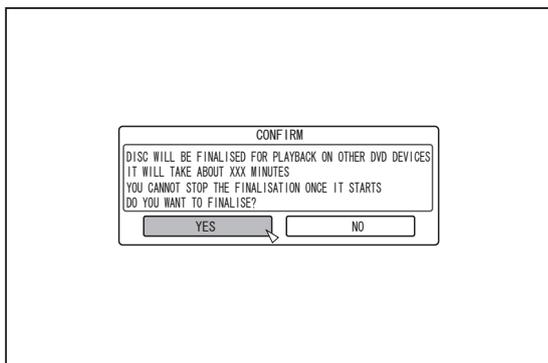 CONFIRM
DISC WILL BE FINALISED FOR PLAYBACK ON OTHER DVD DEVICES
IT WILL TAKE ABOUT XXX MINUTES
YOU CANNOT STOP THE FINALISATION ONCE IT STARTS
DO YOU WANT TO FINALISE?
YES NO